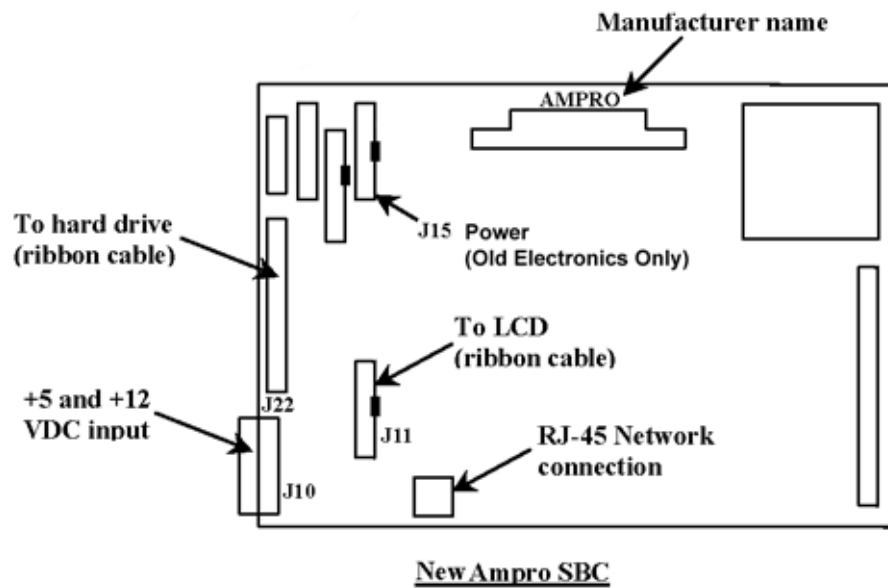 Manufacturer name
AMPRO
To hard drive
(ribbon cable)
J15
Power
(Old Electronics Only)
To LCD
(ribbon cable)
+5 and +12
VDC input
J22
J11
RJ-45 Network
connection
J10
New Ampro SBC